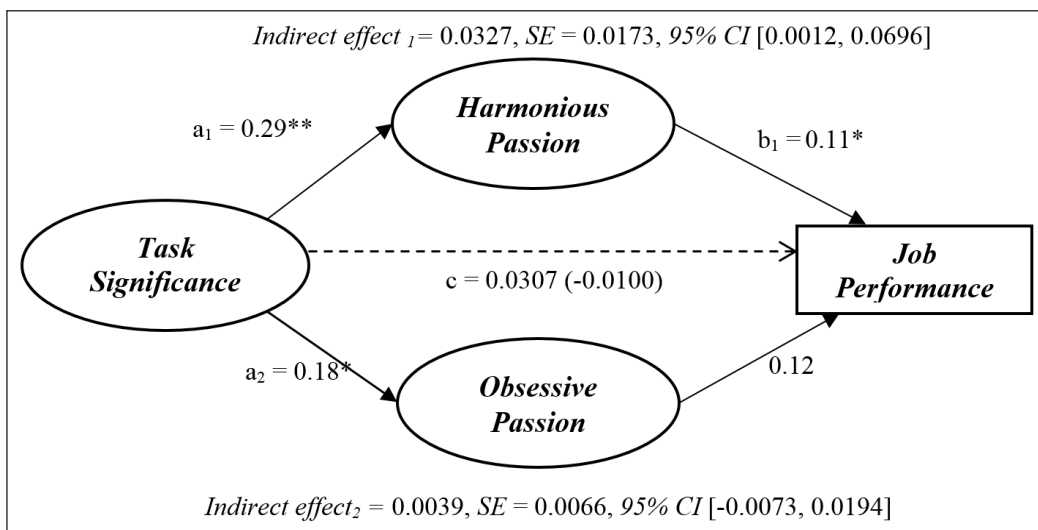 Indirect effect 1= 0.0327, SE = 0.0173, 95% CI [0.0012, 0.0696]
Harmonious
Passion
a1 = 0.29**
b1 = 0.11*
Task
Significance
c = 0.0307 (-0.0100)
Job
Performance
a2 = 0.18*
0.12
Obsessive
Passion
Indirect effect2 = 0.0039, SE = 0.0066, 95% CI [-0.0073, 0.0194]